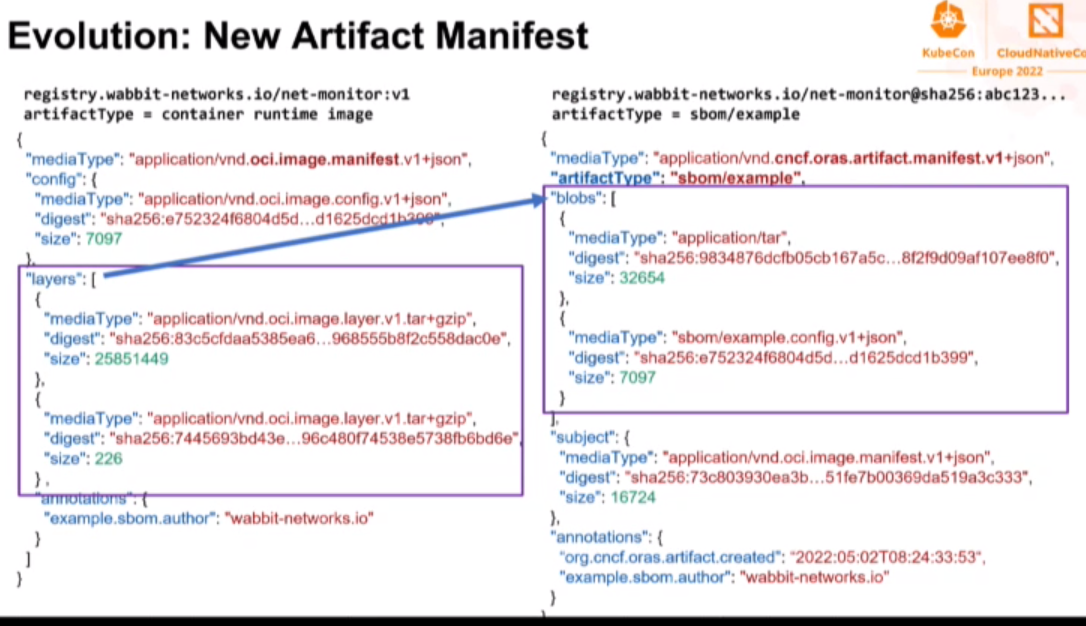 Evolution: New Artifact Manifest
KubeCon
CloudNativeCo
Europe 2022
registry.wabbit-networks.io/net-monitor:v1
artifactType = container runtime image
{
"mediaType": "application/vnd.oci.image.manifest.v1+json",
"config": {
"mediaType": "application/vnd.oci.image.config.v1+json",
"digest": "sha256:e752324f6804d5d...d1625dcd1b399",
"size": 7097
},
"layers": [
{
"mediaType": "application/vnd.oci.image.layer.v1.tar+gzip",
"digest": "sha256:83c5cfdaa5385ea6...968555b8f2c558dac0e",
"size": 25851449
},
{
"mediaType": "application/vnd.oci.image.layer.v1.tar+gzip",
"digest": "sha256:7445693bd43e...96c480f74538e5738fb6bd6e",
"size": 226
},
"annotations": {
"example.sbom.author": "wabbit-networks.io"
}
]
}
registry.wabbit-networks.io/net-monitor@sha256:abc123...
artifactType = sbom/example
{
"mediaType": "application/vnd.cncf.oras.artifact.manifest.v1+json",
"artifactType": "sbom/example",
"blobs": [
{
"mediaType": "application/tar",
"digest": "sha256:9834876dcfb05cb167a5c...8f2f9d09af107ee8f0",
"size": 32654
},
{
"mediaType": "sbom/example.config.v1+json",
"digest": "sha256:e752324f6804d5d...d1625dcd1b399",
"size": 7097
}
],
"subject": {
"mediaType": "application/vnd.oci.image.manifest.v1+json",
"digest": "sha256:73c803930ea3b...51fe7b00369da519a3c333",
"size": 16724
},
"annotations": {
"org.cncf.oras.artifact.created": "2022:05:02T08:24:33:53",
"example.sbom.author": "wabbit-networks.io"
}
}